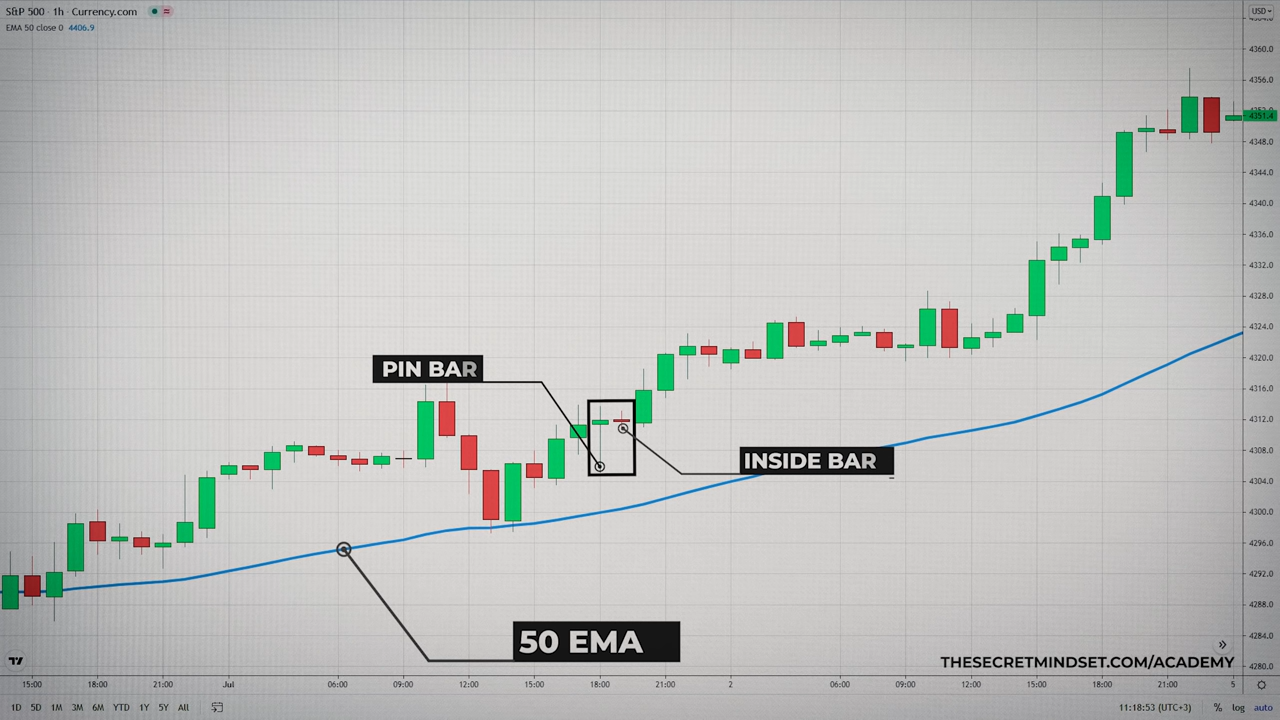 S&P 500 · 1h · Currency.com
EMA 50 close 0 4406.9
USD
4360.0
4356.0
4351.4
4348.0
4344.0
4340.0
4336.0
4332.0
4328.0
4324.0
4320.0
4316.0
4312.0
4308.0
4304.0
4300.0
4296.0
4292.0
4288.0
4284.0
4280.0
PIN BAR
INSIDE BAR
50 EMA
THESECRETMINDSET.COM/ACADEMY
15:00 18:00 21:00 Jul 06:00 09:00 12:00 15:00 18:00 21:00 2 06:00 09:00 12:00 15:00 18:00 21:00 5
1D 5D 1M 3M 6M YTD 1Y 5Y All 11:18:53 (UTC+3) % log auto